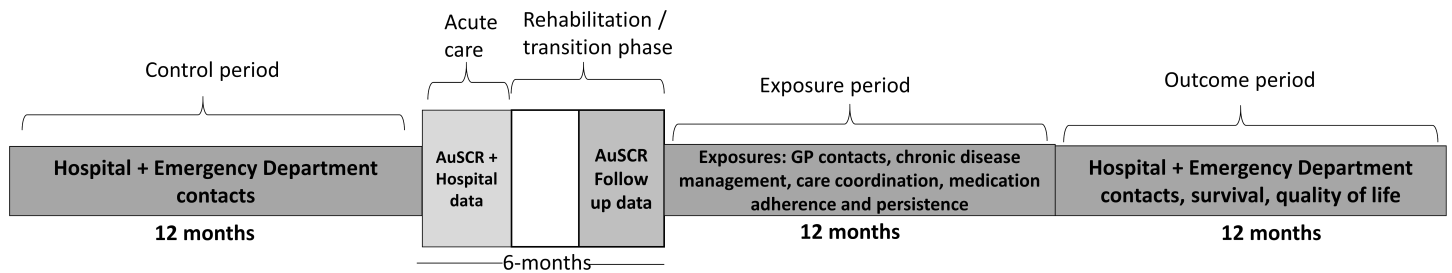 Control period
Acute
care
Rehabilitation /
transition phase
Exposure period
Outcome period
Hospital + Emergency Department
contacts
12 months
AuSCR +
Hospital
data
AuSCR
Follow
up data
6-months
Exposures: GP contacts, chronic disease
management, care coordination, medication
adherence and persistence
12 months
Hospital + Emergency Department
contacts, survival, quality of life
12 months